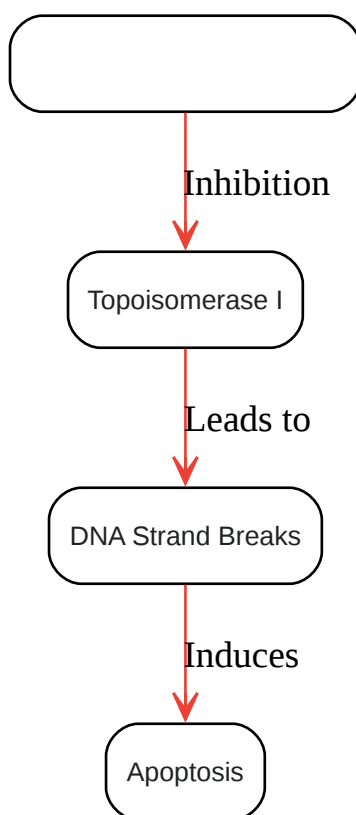 Inhibition
Topoisomerase I
Leads to
DNA Strand Breaks
Induces
Apoptosis